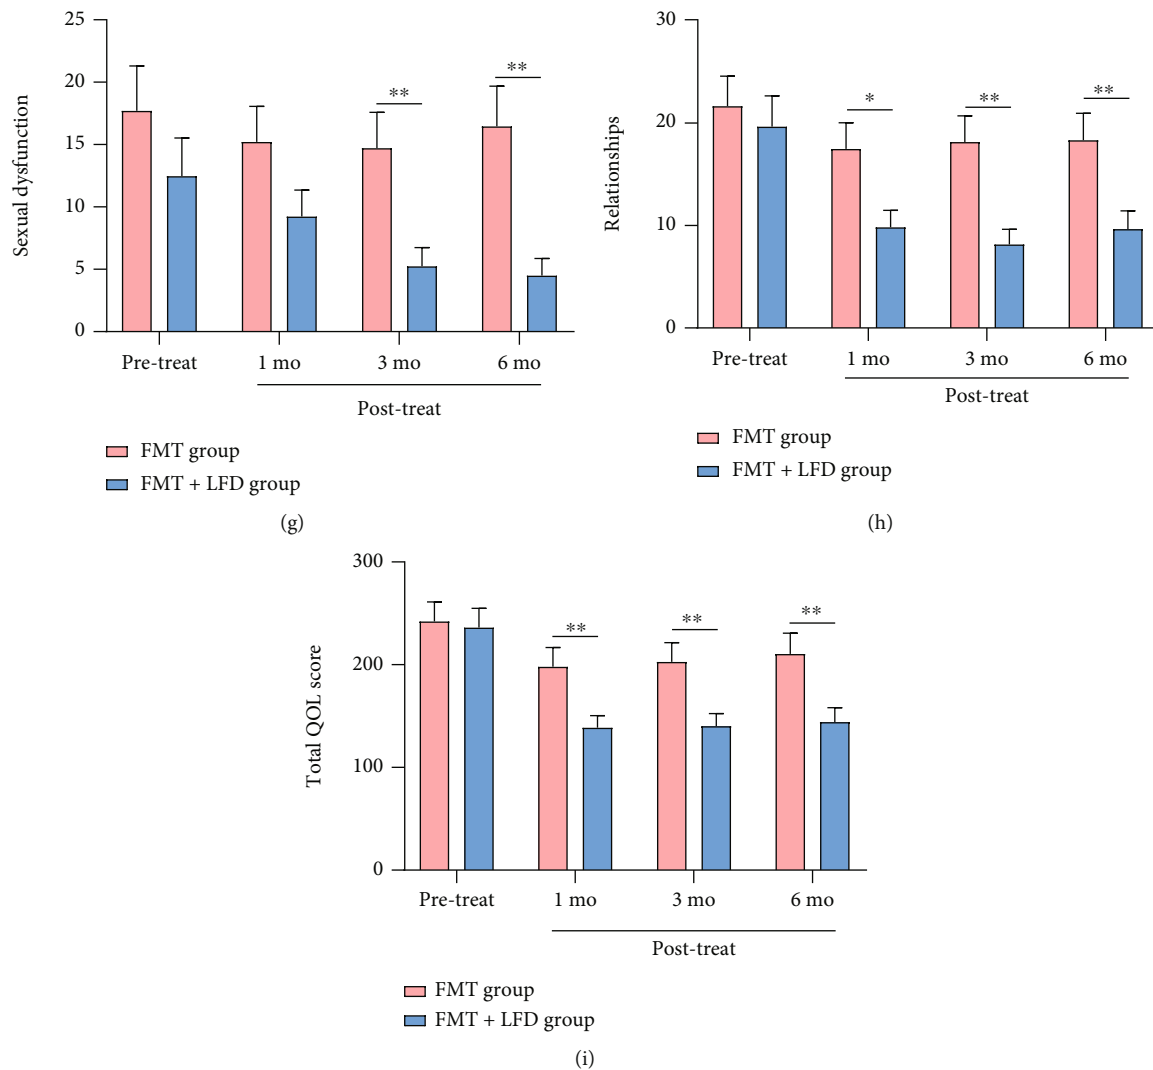 25
20
15
10
5
0
Sexual dysfunction
**
**
Pre-treat
1 mo
3 mo
6 mo
Post-treat
FMT group
FMT + LFD group
(g)
30
20
10
0
Relationships
*
**
**
Pre-treat
1 mo
3 mo
6 mo
Post-treat
FMT group
FMT + LFD group
(h)
300
200
100
0
Total QOL score
**
**
**
Pre-treat
1 mo
3 mo
6 mo
Post-treat
FMT group
FMT + LFD group
(i)